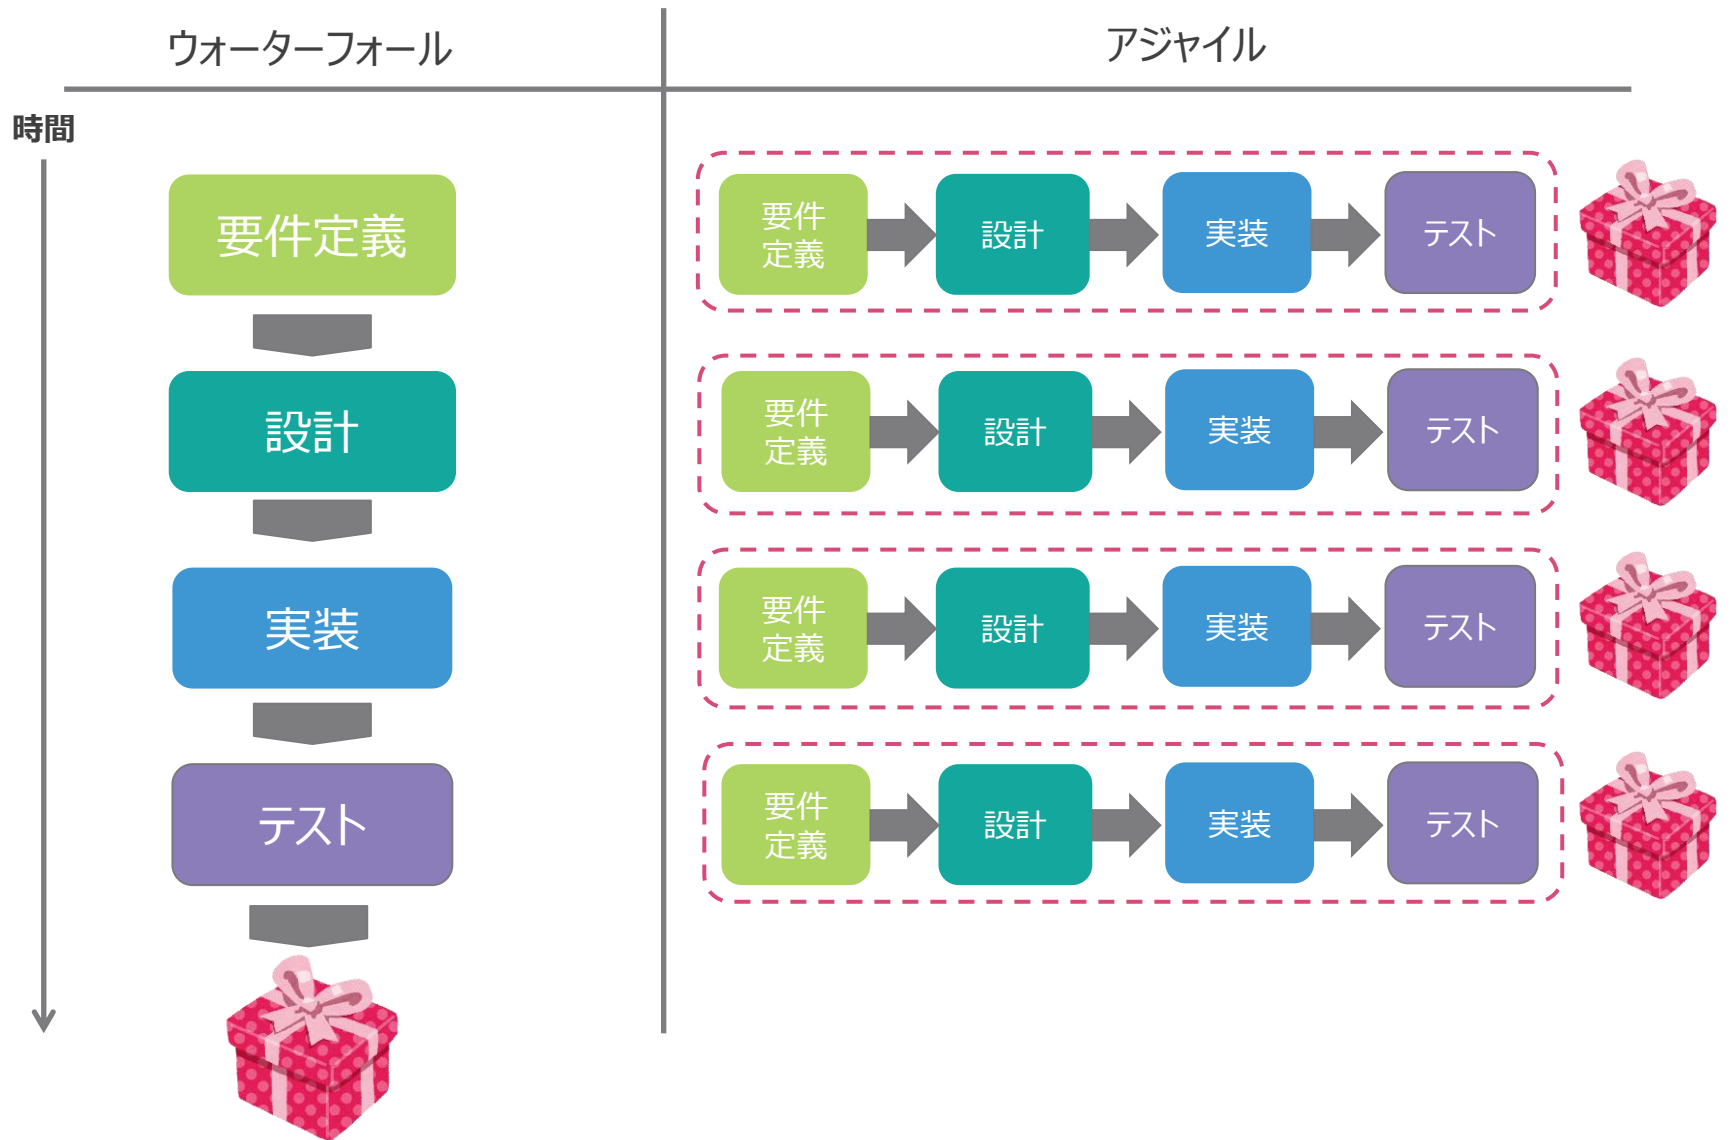 ウォーターフォール
アジャイル
時間
要件定義
設計
実装
テスト
要件
定義
設計
実装
テスト
要件
定義
設計
実装
テスト
要件
定義
設計
実装
テスト
要件
定義
設計
実装
テスト